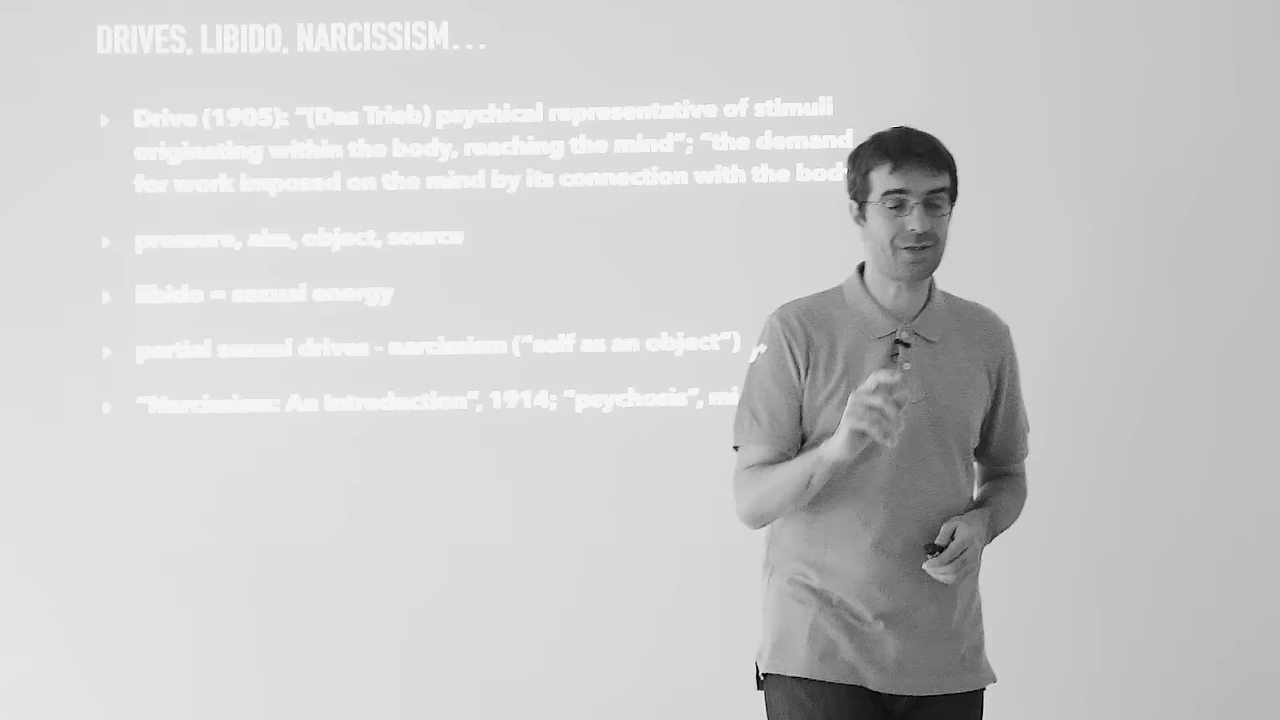 DRIVES, LIBIDO, NARCISSISM...
Drive (1905): "(Das Trieb) psychical representative of stimuli
originating within the body, reaching the mind"; "the demand
for work imposed on the mind by its connection with the body
pressure, aim, object, source
libido = sexual energy
partial sexual drives - narcissism ("self as an object")
"Narcissism: An Introduction", 1914; "psychosis",